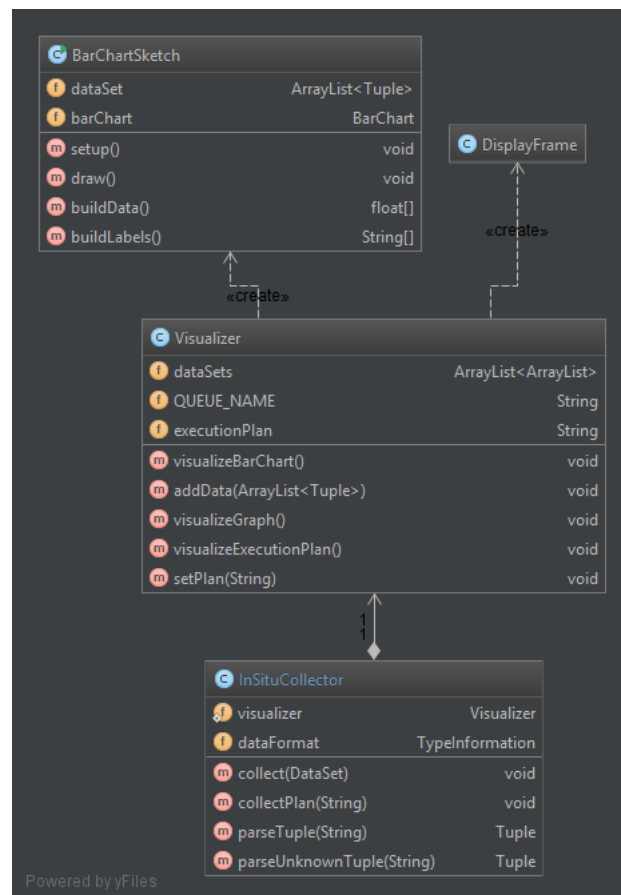 BarChartSketch
dataSet ArrayList<Tuple>
barChart BarChart
setup() void
draw() void
buildData() float[]
buildLabels() String[]
DisplayFrame
«create»
«create»
Visualizer
dataSets ArrayList<ArrayList>
QUEUE_NAME String
executionPlan String
visualizeBarChart() void
addData(ArrayList<Tuple>) void
visualizeGraph() void
visualizeExecutionPlan() void
setPlan(String) void
1
1
InSituCollector
visualizer Visualizer
dataFormat TypeInformation
collect(DataSet) void
collectPlan(String) void
parseTuple(String) Tuple
parseUnknownTuple(String) Tuple
Powered by yFiles